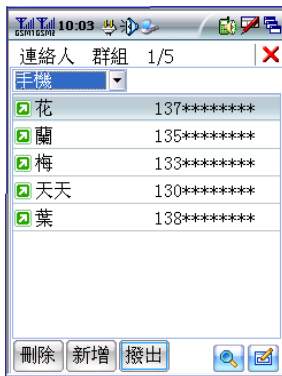 GSM1 GSM2 10:03
連絡人 群組 1/5
手機
花 137********
蘭 135********
梅 133********
天天 130********
葉 138********
刪除 新增 撥出